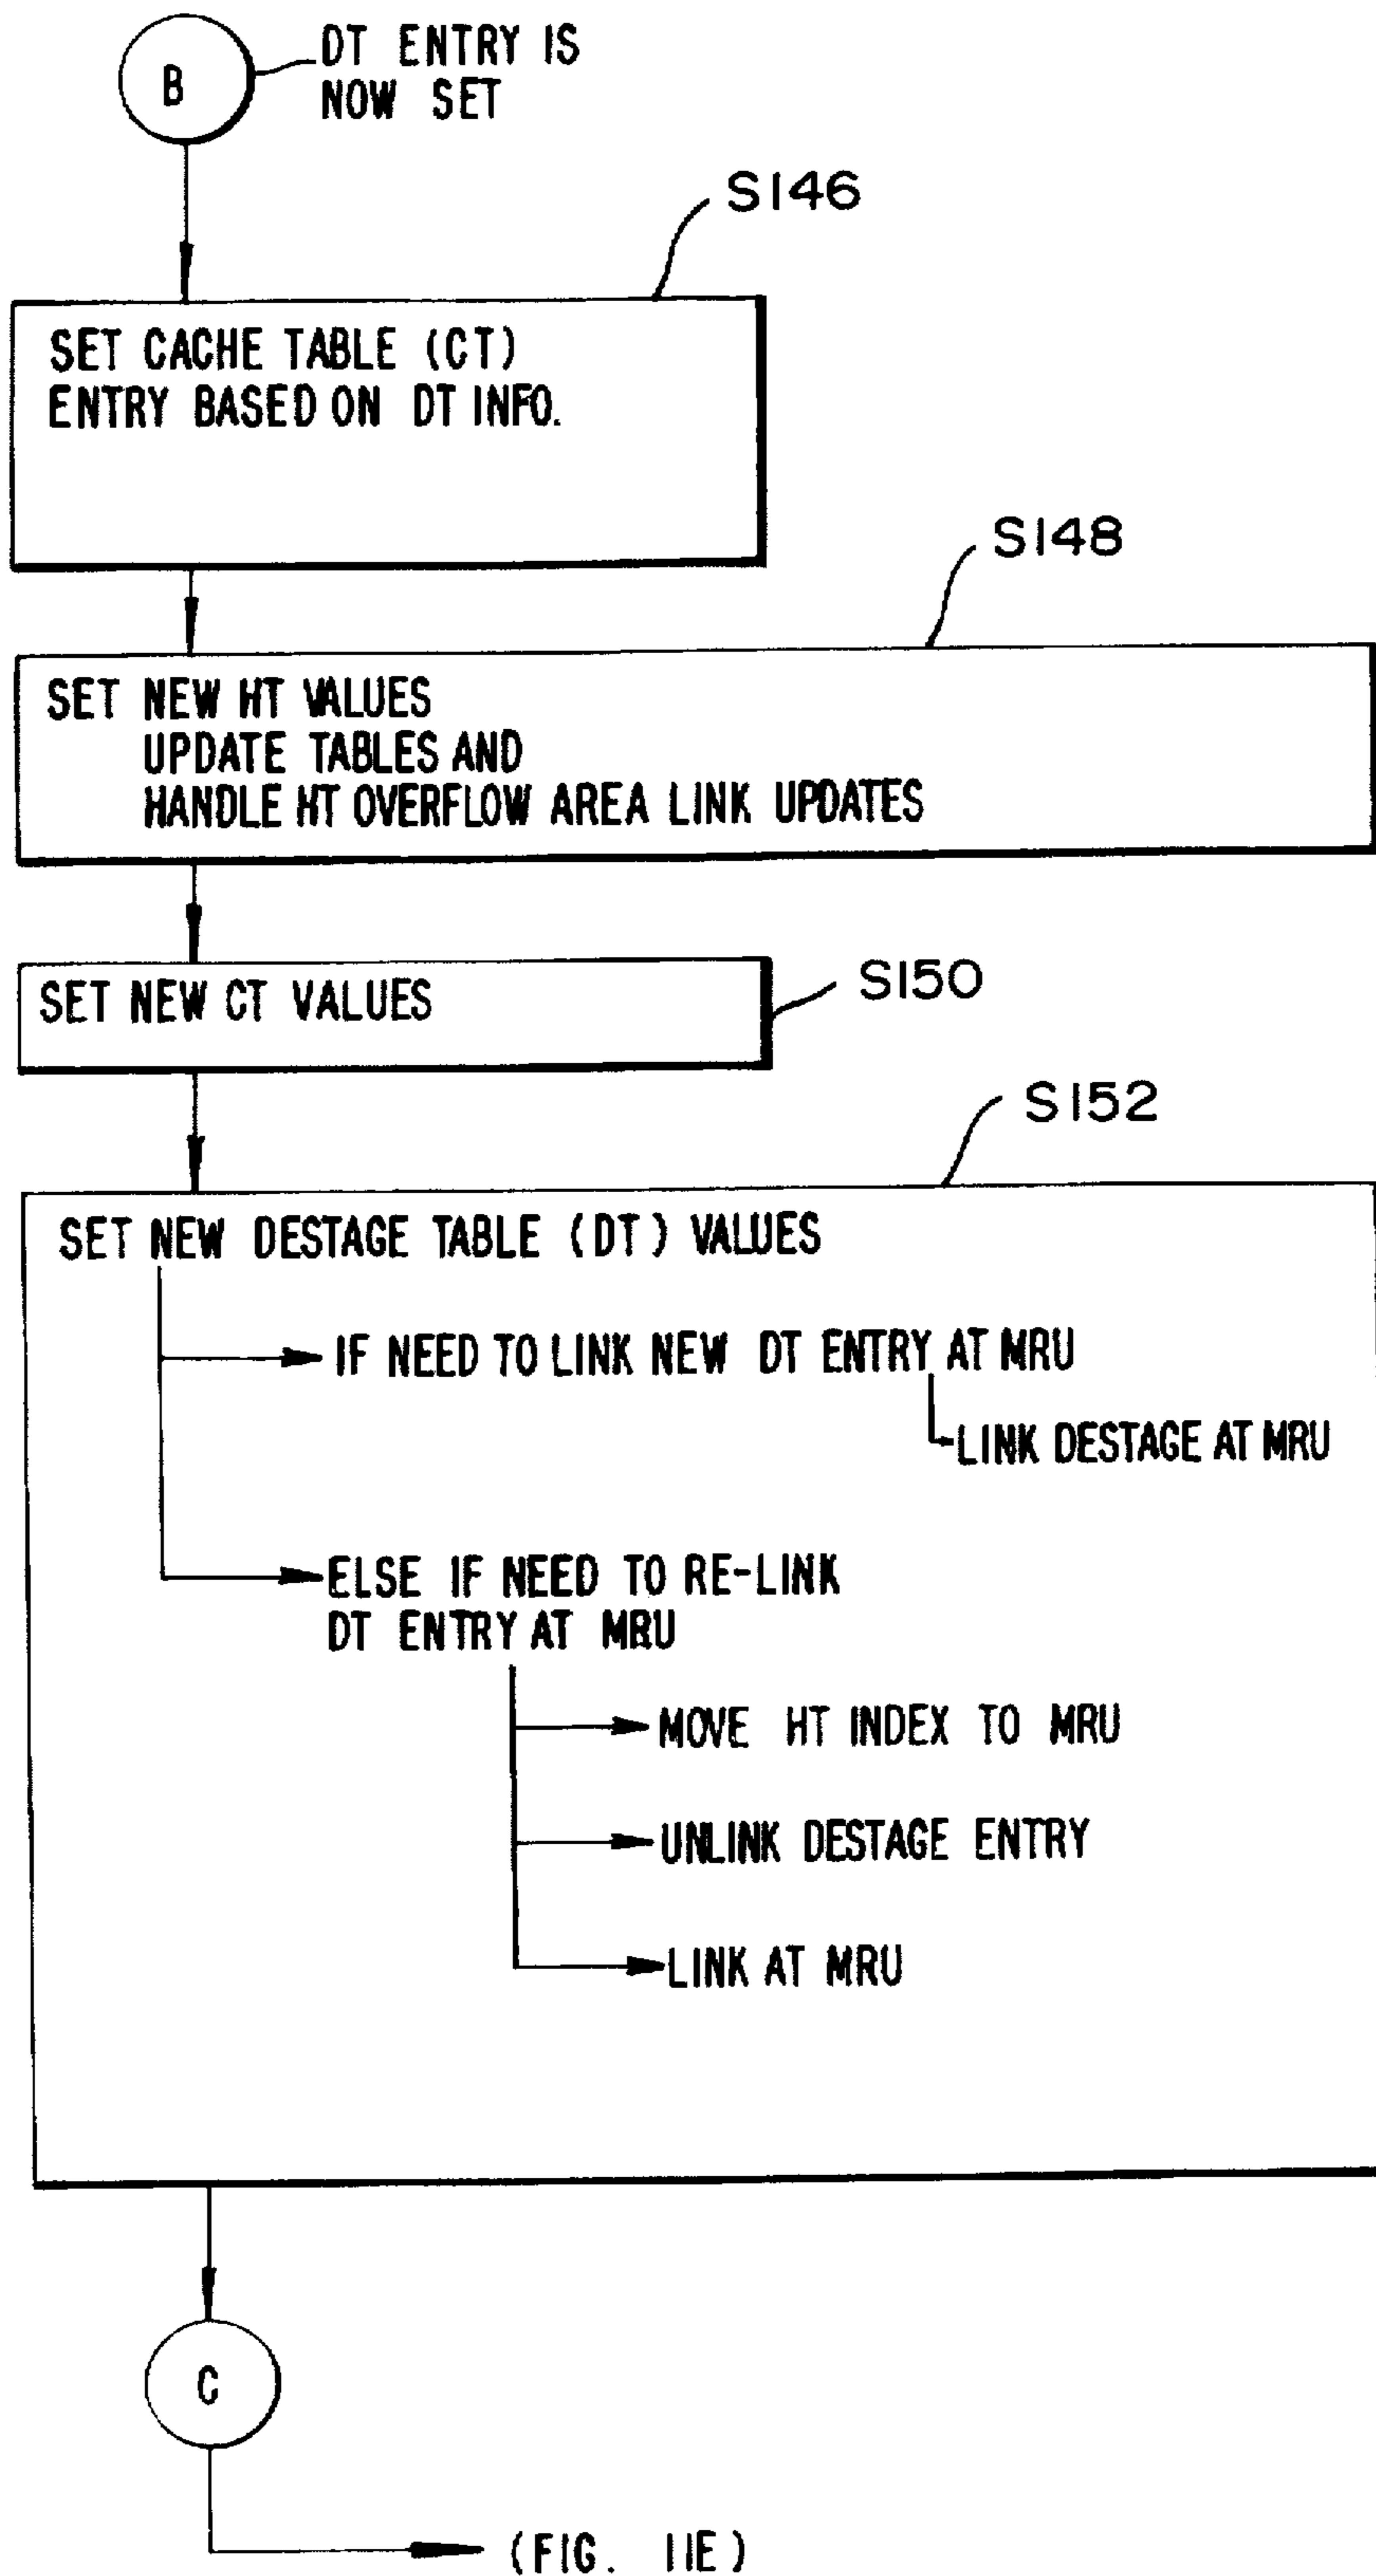 B
DT ENTRY IS
NOW SET
S146
SET CACHE TABLE (CT)
ENTRY BASED ON DT INFO.
S148
SET NEW HT VALUES
UPDATE TABLES AND
HANDLE HT OVERFLOW AREA LINK UPDATES
S150
SET NEW CT VALUES
S152
SET NEW DESTAGE TABLE (DT) VALUES
IF NEED TO LINK NEW DT ENTRY AT MRU
LINK DESTAGE AT MRU
ELSE IF NEED TO RE-LINK
DT ENTRY AT MRU
MOVE HT INDEX TO MRU
UNLINK DESTAGE ENTRY
LINK AT MRU
C
(FIG. 11E)